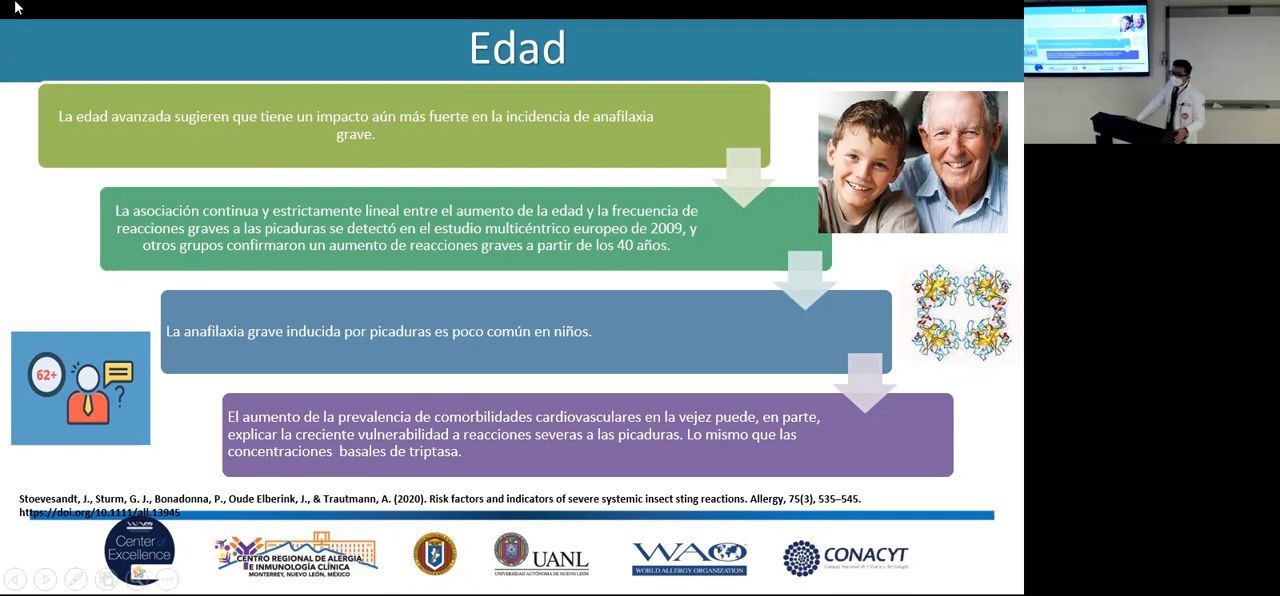 Edad
La edad avanzada sugieren que tiene un impacto aún más fuerte en la incidencia de anafilaxia
grave.
La asociación continua y estrictamente lineal entre el aumento de la edad y la frecuencia de
reacciones graves a las picaduras se detectó en el estudio multicéntrico europeo de 2009, y
otros grupos confirmaron un aumento de reacciones graves a partir de los 40 años.
La anafilaxia grave inducida por picaduras es poco común en niños.
62+
?
El aumento de la prevalencia de comorbilidades cardiovasculares en la vejez puede, en parte,
explicar la creciente vulnerabilidad a reacciones severas a las picaduras. Lo mismo que las
concentraciones basales de triptasa.
Stoevesandt, J., Sturm, G. J., Bonadonna, P., Oude Elberink, J., & Trautmann, A. (2020). Risk factors and indicators of severe systemic insect sting reactions. Allergy, 75(3), 535–545.
https://doi.org/10.1111/all.13945
WAO
Center of
Excellence
CENTRO REGIONAL DE ALERGIA
E INMUNOLOGÍA CLÍNICA
MONTERREY, NUEVO LEÓN, MÉXICO
UANL
UNIVERSIDAD AUTÓNOMA DE NUEVO LEÓN
WAO
WORLD ALLERGY ORGANIZATION
CONACYT
Consejo Nacional de Ciencia y Tecnología
Edad